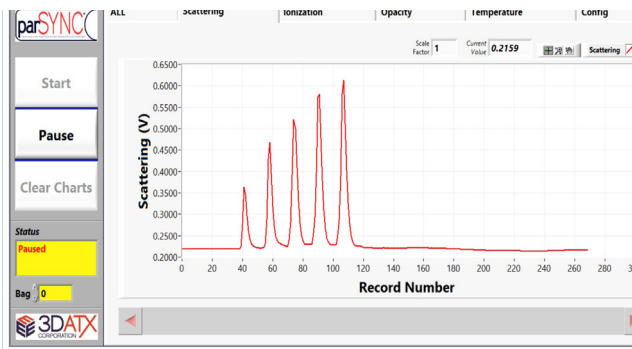 parSYNC
ALL Scattering Ionization Opacity Temperature Config
Scale Factor 1 Current Value 0.2159 Scattering
Start
Pause
Clear Charts
Status
Paused
Bag 0
3DATX
CORPORATION
Scattering (V)
0.6500
0.6000
0.5500
0.5000
0.4500
0.4000
0.3500
0.3000
0.2500
0.2000
0 20 40 60 80 100 120 140 160 180 200 220 240 260 280
Record Number